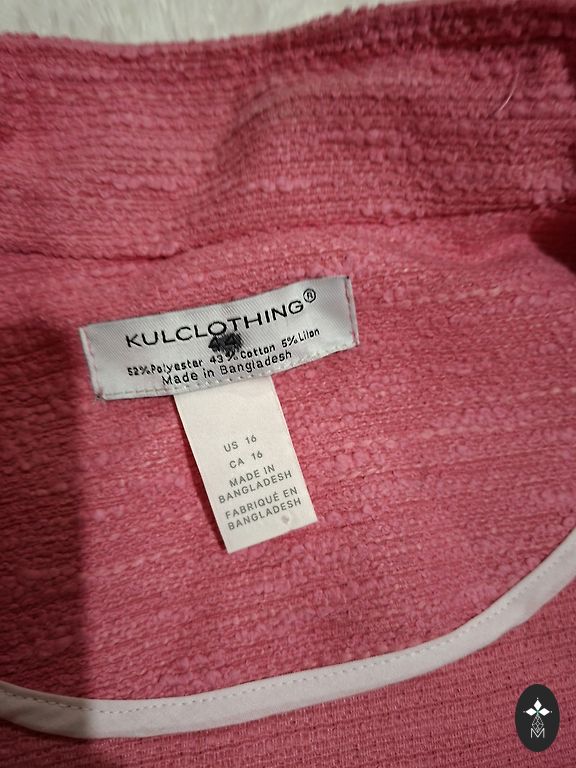 KULCLOTHING®
44
52%Polyester 43%Cotton 5%Lilon
Made in Bangladesh
US 16
CA 16
MADE IN
BANGLADESH
FABRIQUÉ EN
BANGLADESH
M